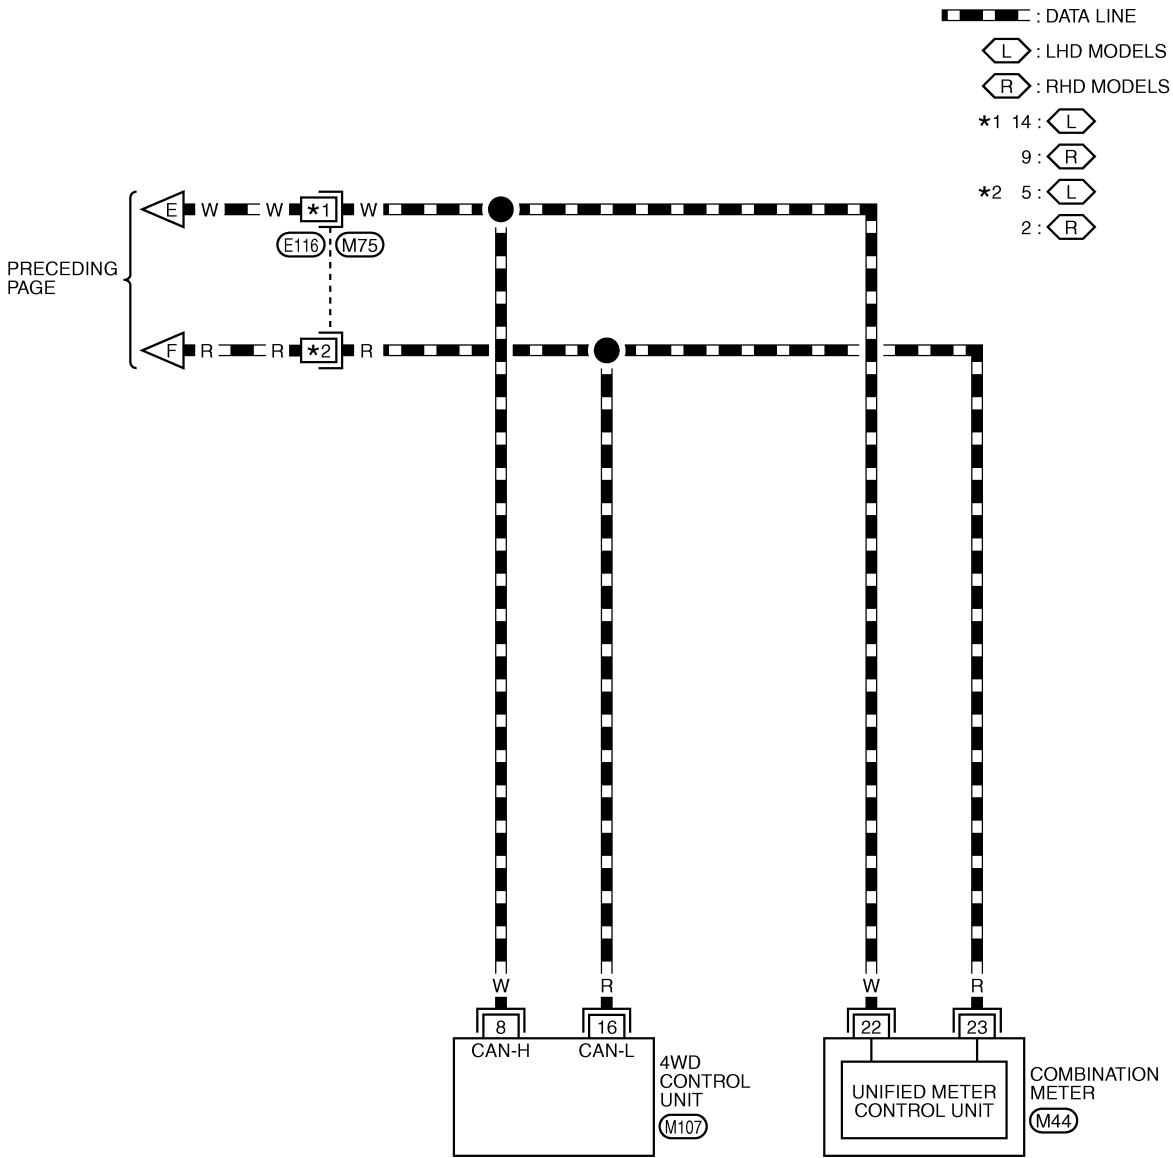 : DATA LINE
L : LHD MODELS
R : RHD MODELS
*1 14 : L
9 : R
*2 5 : L
2 : R
E W W *1 W
E116 M75
PRECEDING
PAGE
F R R *2 R
W R W R
8 16 22 23
CAN-H CAN-L
4WD
CONTROL
UNIT
M107
UNIFIED METER
CONTROL UNIT
COMBINATION
METER
M44